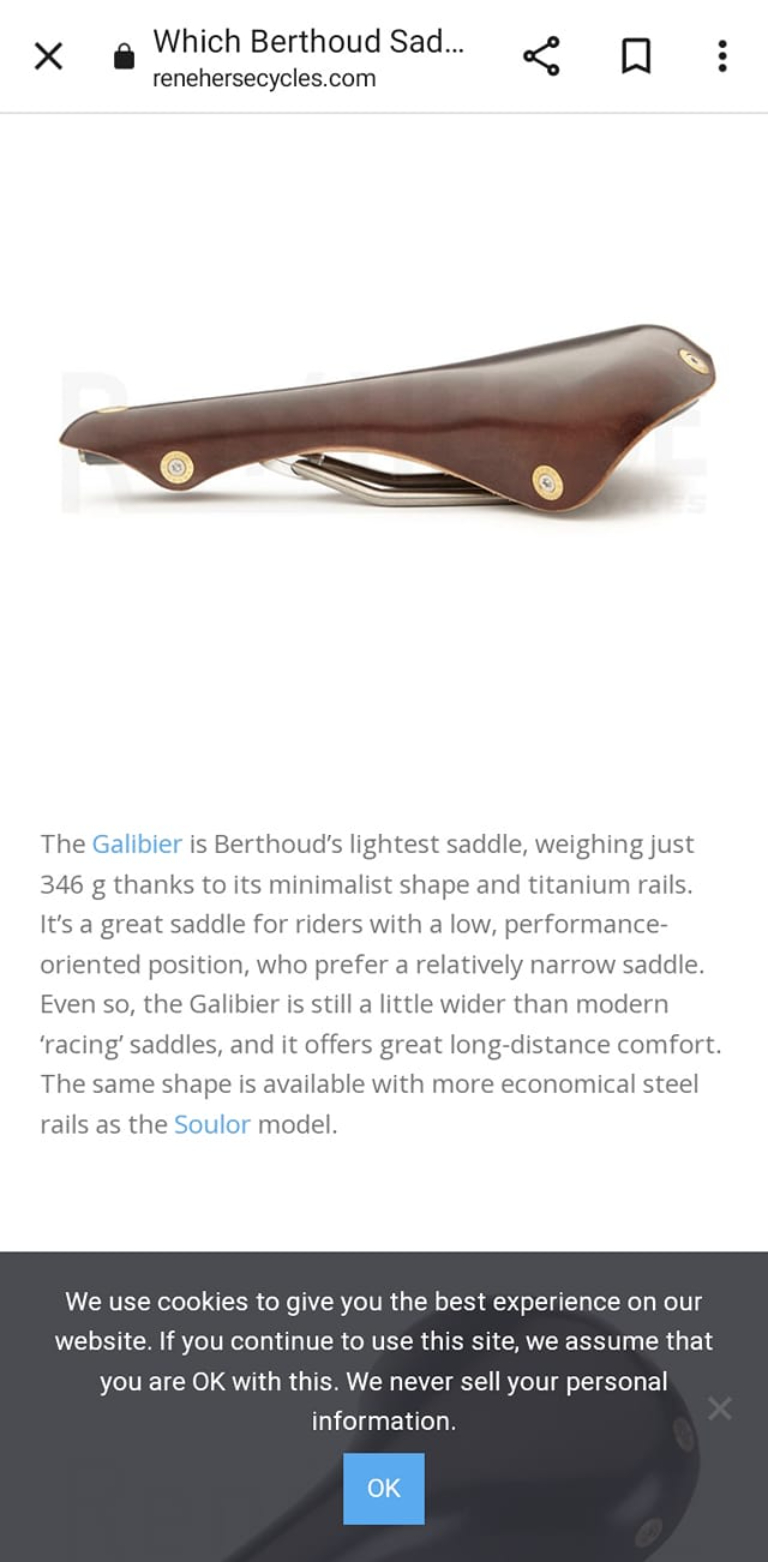 Which Berthoud Sad...
renehersecycles.com
The Galibier is Berthoud’s lightest saddle, weighing just
346 g thanks to its minimalist shape and titanium rails.
It’s a great saddle for riders with a low, performance-
oriented position, who prefer a relatively narrow saddle.
Even so, the Galibier is still a little wider than modern
‘racing’ saddles, and it offers great long-distance comfort.
The same shape is available with more economical steel
rails as the Soulor model.
We use cookies to give you the best experience on our
website. If you continue to use this site, we assume that
you are OK with this. We never sell your personal
information.
OK